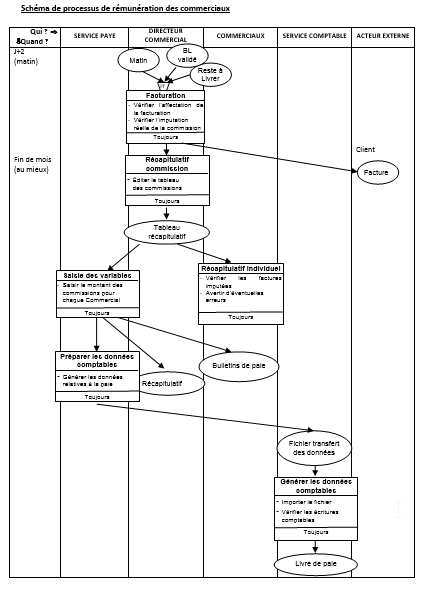 Schéma de processus de rémunération des commerciaux
Qui ? →
Quand ?
SERVICE PAYE
DIRECTEUR
COMMERCIAL
COMMERCIAUX
SERVICE COMPTABLE
ACTEUR EXTERNE
J+2
(matin)
Matin
BL
validé
Reste à
Livrer
ET
Facturation
- Vérifier l'affectation de
la facturation
- Vérifier l'imputation
réelle de la commission
Toujours
Client
Facture
Fin de mois
(au mieux)
Récapitulatif
commission
- Éditer le tableau
des commissions
Toujours
Tableau
récapitulatif
Saisie des variables
- Saisir le montant des
commissions pour
chaque Commercial
Toujours
Récapitulatif individuel
- Vérifier les factures
imputées
- Avertir d'éventuelles
erreurs
Toujours
Préparer les données
comptables
- Générer les données
relatives à la paie
Toujours
Récapitulatif
Bulletins de paie
Fichier transfert
des données
Générer les données
comptables
- Importer le fichier
- Vérifier les écritures
comptables
Toujours
Livre de paie